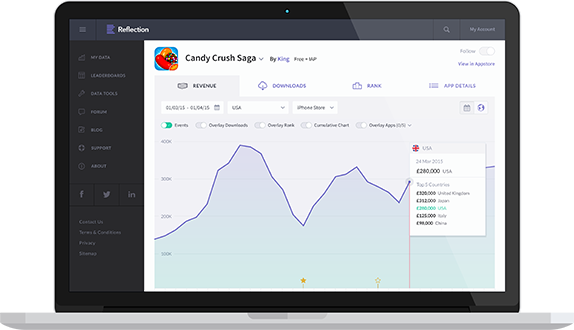 Reflection
My Account
MY DATA
LEADERBOARDS
DATA TOOLS
FORUM
BLOG
SUPPORT
ABOUT
Contact Us
Terms & Conditions
Privacy
Sitemap
Candy Crush Saga By King Free + IAP
Follow
View in Appstore
REVENUE DOWNLOADS RANK APP DETAILS
01/02/15 - 01/04/15 USA iPhone Store
Events Overlay Downloads Overlay Rank Cumulative Chart Overlay Apps (0/5)
400K
300K
200K
100K
USA
24 Mar 2015
£280,000 USA
Top 5 Countries
£320,000 United Kingdom
£312,000 Japan
£280,000 USA
£125,000 Italy
£98,000 China